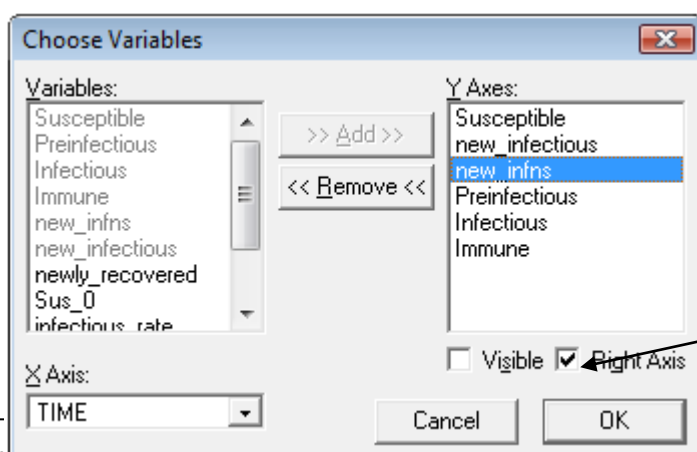 Choose Variables
Variables:
Susceptible
Preinfectious
Infectious
Immune
new_infns
new_infectious
newly_recovered
Sus_0
infectious_rate
>> Add >>
<< Remove <<
Y Axes:
Susceptible
new_infectious
new_infns
Preinfectious
Infectious
Immune
Visible
Right Axis
X Axis:
TIME
Cancel
OK